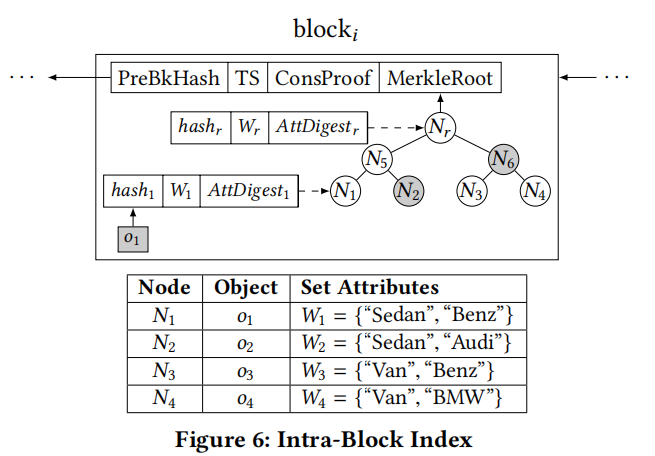 block_i
... ...
PreBkHash TS ConsProof MerkleRoot
hash_r W_r AttDigest_r N_r
N_5 N_6
hash_1 W_1 AttDigest_1 N_1 N_2 N_3 N_4
o_1
Node Object Set Attributes
N_1 o_1 W_1 = {“Sedan”, “Benz”}
N_2 o_2 W_2 = {“Sedan”, “Audi”}
N_3 o_3 W_3 = {“Van”, “Benz”}
N_4 o_4 W_4 = {“Van”, “BMW”}
Figure 6: Intra-Block Index